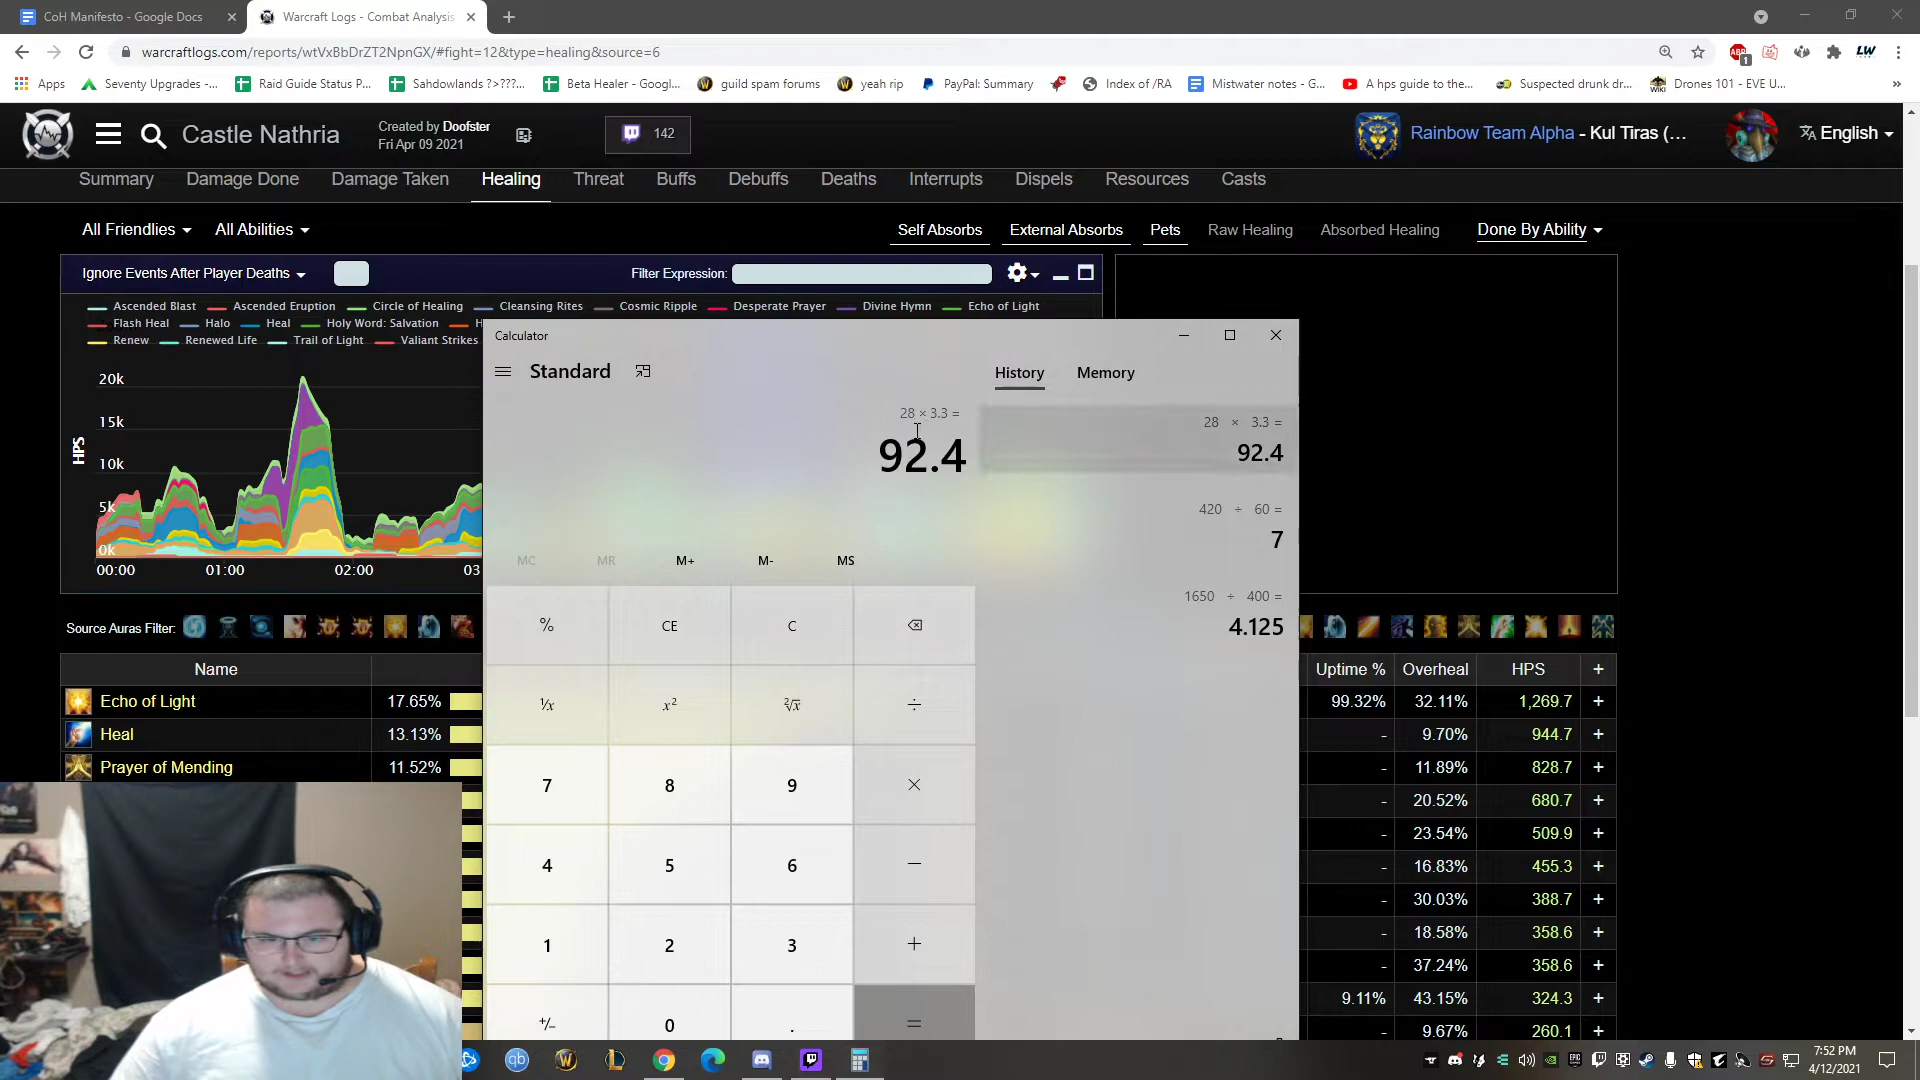 CoH Manifesto - Google Docs
Warcraft Logs - Combat Analysis
warcraftlogs.com/reports/wtVxBbDrZT2NpnGX/#fight=12&type=healing&source=6
Apps Seventy Upgrades -... Raid Guide Status P... Sahdowlands ?>???... Beta Healer - Googl... guild spam forums yeah rip PayPal: Summary Index of /RA Mistwater notes - G... A hps guide to the... Suspected drunk dr... Drones 101 - EVE U... »
Castle Nathria
Created by Doofster
Fri Apr 09 2021
142
Rainbow Team Alpha - Kul Tiras (...
English
Summary Damage Done Damage Taken Healing Threat Buffs Debuffs Deaths Interrupts Dispels Resources Casts
All Friendlies All Abilities Self Absorbs External Absorbs Pets Raw Healing Absorbed Healing Done By Ability
Ignore Events After Player Deaths Filter Expression:
Ascended Blast Ascended Eruption Circle of Healing Cleansing Rites Cosmic Ripple Desperate Prayer Divine Hymn Echo of Light
Flash Heal Halo Heal Holy Word: Salvation
Renew Renewed Life Trail of Light Valiant Strikes
HPS
20k
15k
10k
5k
0k
00:00 01:00 02:00 03
Calculator
Standard
28 × 3.3 =
92.4
History Memory
28 × 3.3 =
92.4
420 ÷ 60 =
7
1650 ÷ 400 =
4.125
MC MR M+ M- MS
% CE C
¹/x x² ²√x ÷
7 8 9 ×
4 5 6 −
1 2 3 +
+/− 0 . =
Source Auras Filter:
Name Uptime % Overheal HPS +
Echo of Light 17.65% 99.32% 32.11% 1,269.7 +
Heal 13.13% - 9.70% 944.7 +
Prayer of Mending 11.52% - 11.89% 828.7 +
- 20.52% 680.7 +
- 23.54% 509.9 +
- 16.83% 455.3 +
- 30.03% 388.7 +
- 18.58% 358.6 +
- 37.24% 358.6 +
9.11% 43.15% 324.3 +
- 9.67% 260.1 +
7:52 PM
4/12/2021